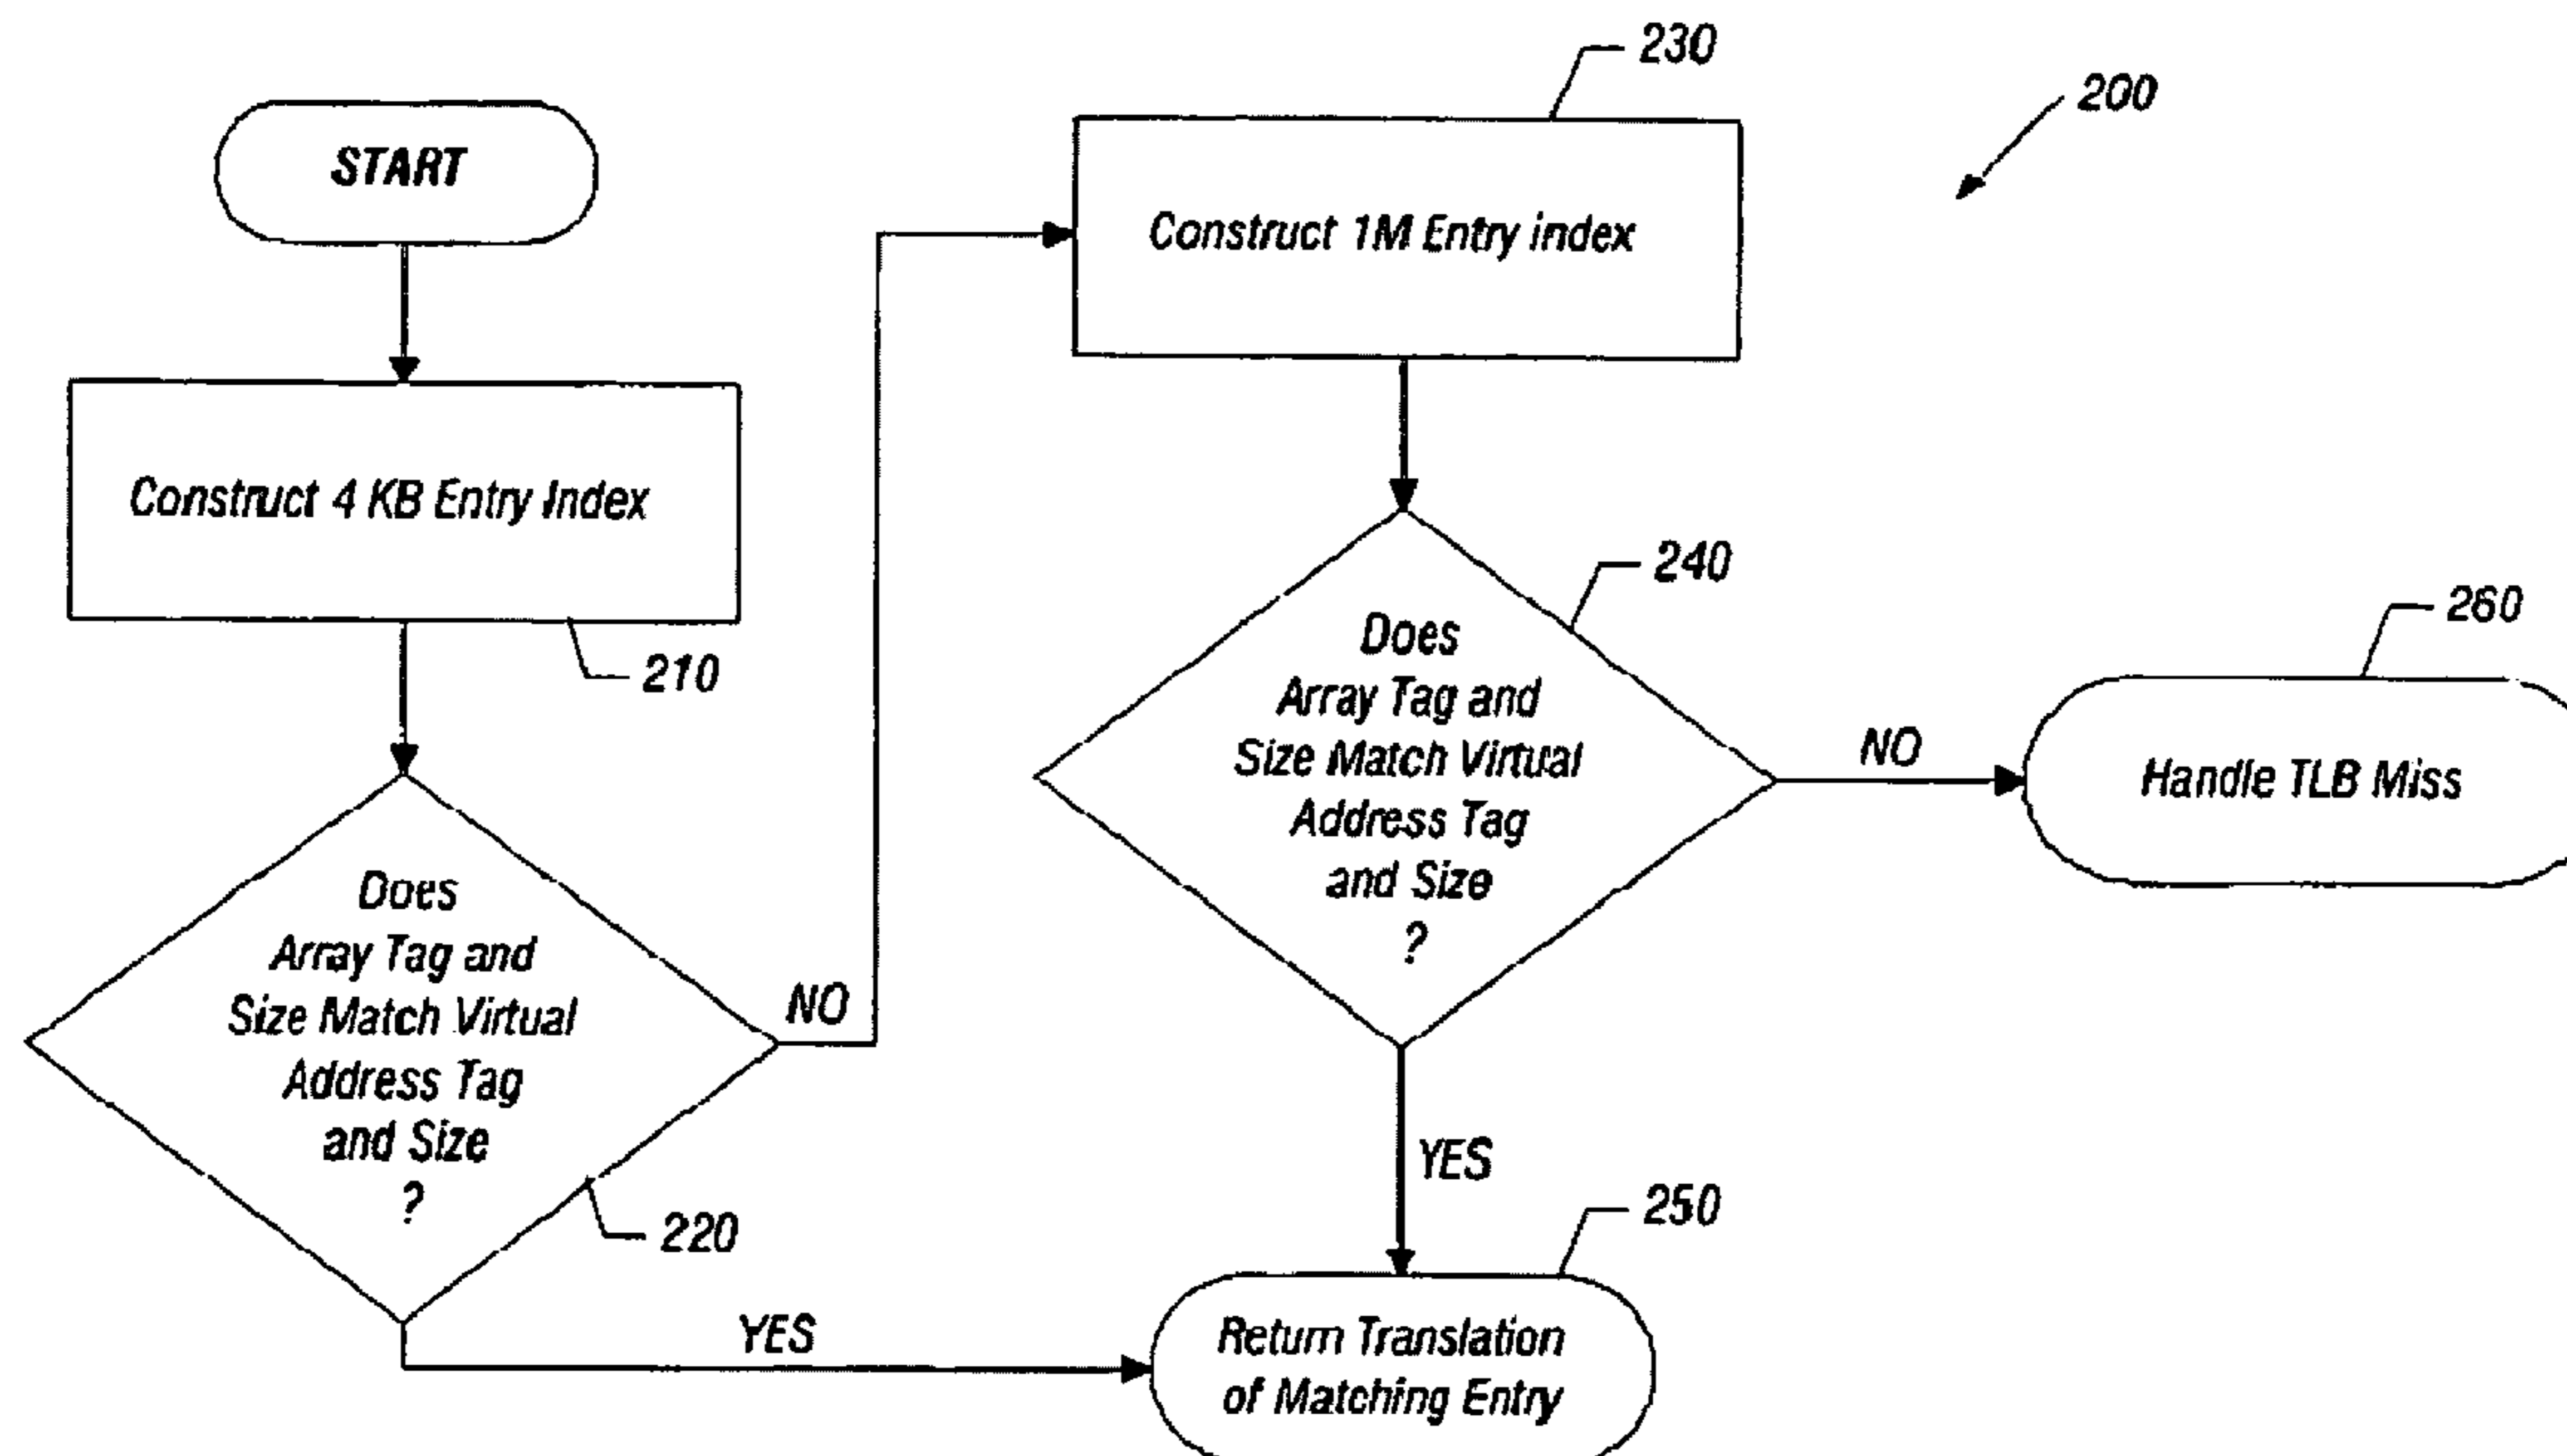 START
Construct 4 KB Entry Index
210
Does
Array Tag and
Size Match Virtual
Address Tag
and Size
?
220
NO
YES
230
Construct 1M Entry index
240
Does
Array Tag and
Size Match Virtual
Address Tag
and Size
?
NO
YES
250
Return Translation
of Matching Entry
260
Handle TLB Miss
200